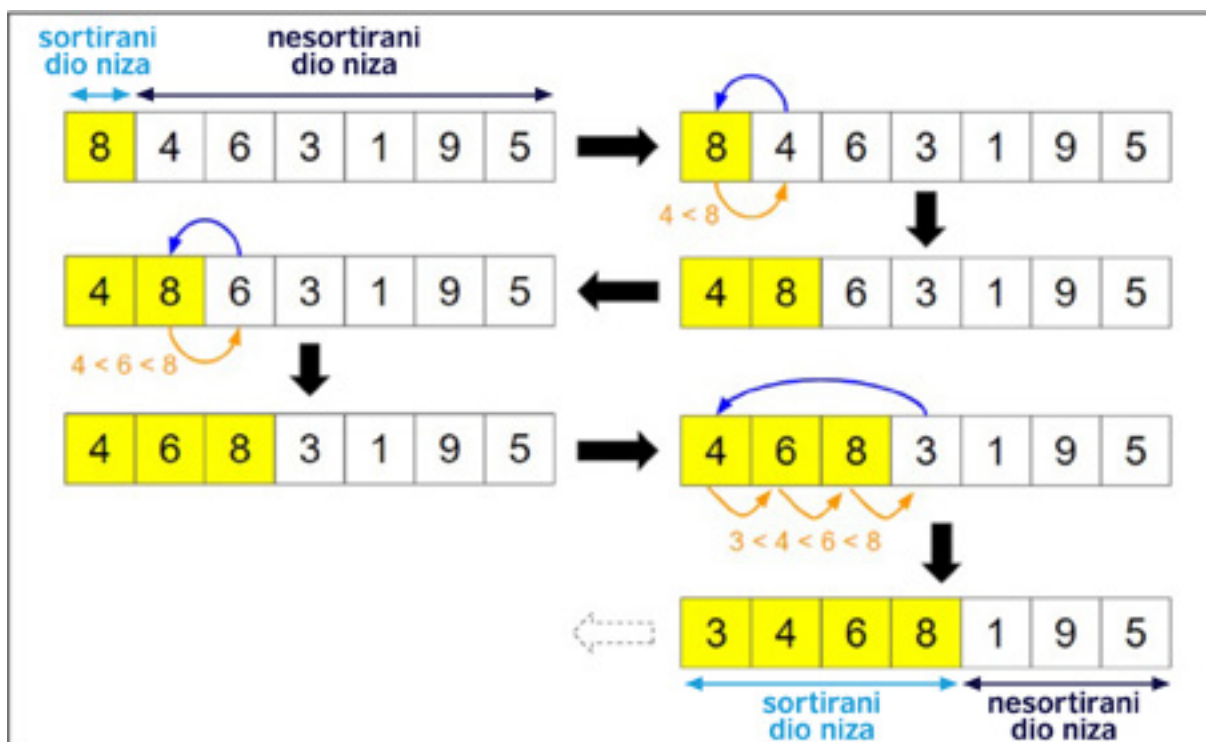 sortirani
dio niza
nesortirani
dio niza
8 4 6 3 1 9 5
8 4 6 3 1 9 5
4 < 8
4 8 6 3 1 9 5
4 8 6 3 1 9 5
4 < 6 < 8
4 6 8 3 1 9 5
4 6 8 3 1 9 5
3 < 4 < 6 < 8
3 4 6 8 1 9 5
sortirani
dio niza
nesortirani
dio niza